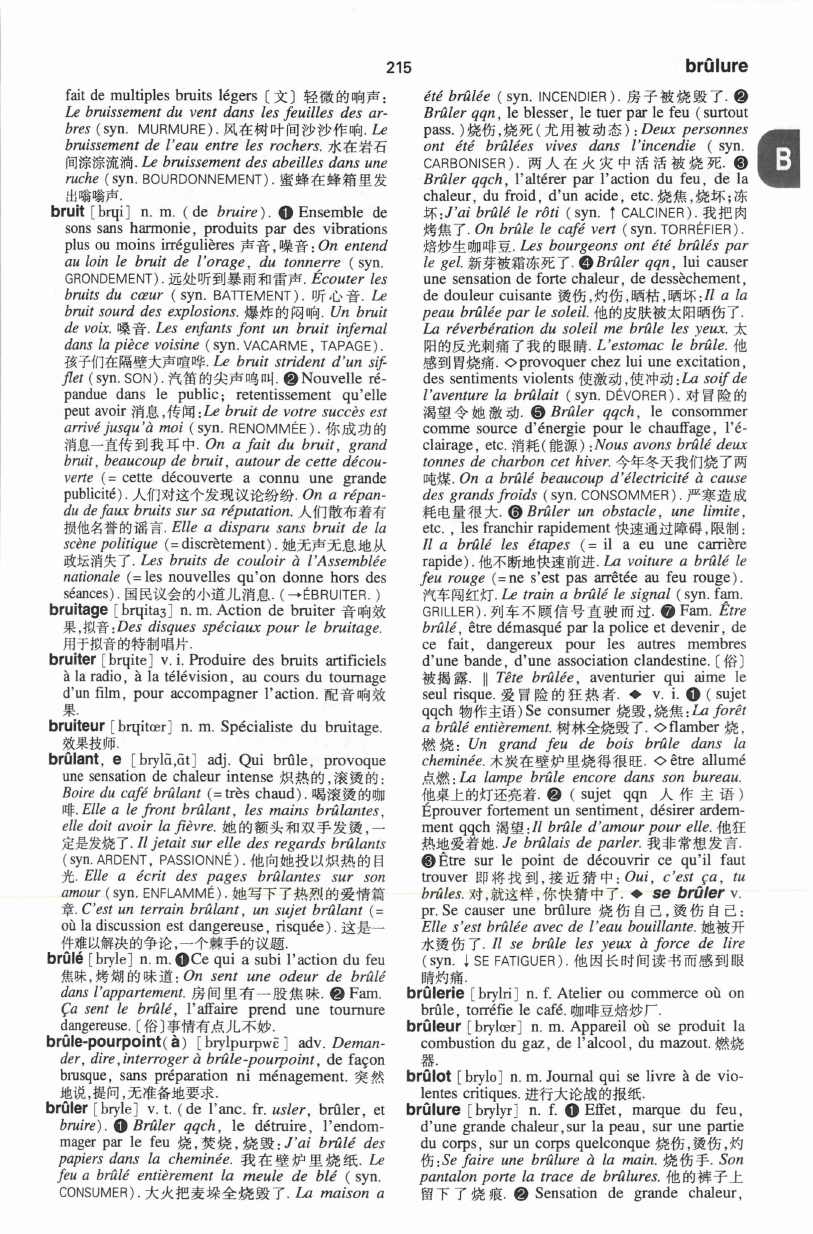 215
brûlure
fait de multiples bruits légers〔文〕轻微的响声:
Le bruissement du vent dans les feuilles des ar-
bres (syn. MURMURE). 风在树叶间沙沙作响. Le
bruissement de l'eau entre les rochers. 水在岩石
间淙淙流淌. Le bruissement des abeilles dans une
ruche (syn. BOURDONNEMENT). 蜜蜂在蜂箱里发
出嗡嗡声.
bruit [brɥi] n. m. (de bruire). ❶ Ensemble de
sons sans harmonie, produits par des vibrations
plus ou moins irrégulières 声音,噪音: On entend
au loin le bruit de l'orage, du tonnerre (syn.
GRONDEMENT). 远处听到暴雨和雷声. Écouter les
bruits du cœur (syn. BATTEMENT). 听心音. Le
bruit sourd des explosions. 爆炸的闷响. Un bruit
de voix. 嗓音. Les enfants font un bruit infernal
dans la pièce voisine (syn. VACARME, TAPAGE).
孩子们在隔壁大声喧哗. Le bruit strident d'un sif-
flet (syn. SON). 汽笛的尖声鸣叫. ❷ Nouvelle ré-
pandue dans le public; retentissement qu'elle
peut avoir 消息,传闻: Le bruit de votre succès est
arrivé jusqu'à moi (syn. RENOMMÉE). 你成功的
消息一直传到我耳中. On a fait du bruit, grand
bruit, beaucoup de bruit, autour de cette décou-
verte (= cette découverte a connu une grande
publicité). 人们对这个发现议论纷纷. On a répan-
du de faux bruits sur sa réputation. 人们散布着有
损他名誉的谣言. Elle a disparu sans bruit de la
scène politique (= discrètement). 她无声无息地从
政坛消失了. Les bruits de couloir à l'Assemblée
nationale (= les nouvelles qu'on donne hors des
séances). 国民议会的小道儿消息. (→ÉBRUITER.)
bruitage [brɥitaʒ] n. m. Action de bruiter 音响效
果,拟音: Des disques spéciaux pour le bruitage.
用于拟音的特制唱片.
bruiter [brɥite] v. i. Produire des bruits artificiels
à la radio, à la télévision, au cours du tournage
d'un film, pour accompagner l'action. 配音响效
果.
bruiteur [brɥitœr] n. m. Spécialiste du bruitage.
效果技师.
brûlant, e [brylɑ̃,ɑ̃t] adj. Qui brûle, provoque
une sensation de chaleur intense 炽热的,滚烫的:
Boire du café brûlant (= très chaud). 喝滚烫的咖
啡. Elle a le front brûlant, les mains brûlantes,
elle doit avoir la fièvre. 她的额头和双手发烫,一
定是发烧了. Il jetait sur elle des regards brûlants
(syn. ARDENT, PASSIONNÉ). 他向她投以炽热的目
光. Elle a écrit des pages brûlantes sur son
amour (syn. ENFLAMMÉ). 她写下了热烈的爱情篇
章. C'est un terrain brûlant, un sujet brûlant (=
où la discussion est dangereuse, risquée). 这是一
件难以解决的争论,一个棘手的议题.
brûlé [bryle] n. m. ❶ Ce qui a subi l'action du feu
焦味,烤煳的味道: On sent une odeur de brûlé
dans l'appartement. 房间里有一股焦味. ❷ Fam.
Ça sent le brûlé, l'affaire prend une tournure
dangereuse.〔俗〕事情有点儿不妙.
brûle-pourpoint(à) [brylpurpwɛ̃] adv. Deman-
der, dire, interroger à brûle-pourpoint, de façon
brusque, sans préparation ni ménagement. 突然
地说,提问,无准备地要求.
brûler [bryle] v. t. (de l'anc. fr. usler, brûler, et
bruire). ❶ Brûler qqch, le détruire, l'endom-
mager par le feu 烧,焚烧,烧毁: J'ai brûlé des
papiers dans la cheminée. 我在壁炉里烧纸. Le
feu a brûlé entièrement la meule de blé (syn.
CONSUMER). 大火把麦垛全烧毁了. La maison a
été brûlée (syn. INCENDIER). 房子被烧毁了. ❷
Brûler qqn, le blesser, le tuer par le feu (surtout
pass.) 烧伤,烧死(尤用被动态): Deux personnes
ont été brûlées vives dans l'incendie (syn.
CARBONISER). 两人在火灾中活活被烧死. ❸
Brûler qqch, l'altérer par l'action du feu, de la
chaleur, du froid, d'un acide, etc. 烧焦,烧坏;冻
坏: J'ai brûlé le rôti (syn. ↑ CALCINER). 我把肉
烤焦了. On brûle le café vert (syn. TORRÉFIER).
焙炒生咖啡豆. Les bourgeons ont été brûlés par
le gel. 新芽被霜冻死了. ❹ Brûler qqn, lui causer
une sensation de forte chaleur, de dessèchement,
de douleur cuisante 烫伤,灼伤,晒枯,晒坏: Il a la
peau brûlée par le soleil. 他的皮肤被太阳晒伤了.
La réverbération du soleil me brûle les yeux. 太
阳的反光刺痛了我的眼睛. L'estomac le brûle. 他
感到胃烧痛. ◇ provoquer chez lui une excitation,
des sentiments violents 使激动,使冲动: La soif de
l'aventure la brûlait (syn. DÉVORER). 对冒险的
渴望令她激动. ❺ Brûler qqch, le consommer
comme source d'énergie pour le chauffage, l'é-
clairage, etc. 消耗(能源): Nous avons brûlé deux
tonnes de charbon cet hiver. 今年冬天我们烧了两
吨煤. On a brûlé beaucoup d'électricité à cause
des grands froids (syn. CONSOMMER). 严寒造成
耗电量很大. ❻ Brûler un obstacle, une limite,
etc., les franchir rapidement 快速通过障碍,限制:
Il a brûlé les étapes (= il a eu une carrière
rapide). 他不断地快速前进. La voiture a brûlé le
feu rouge (= ne s'est pas arrêtée au feu rouge).
汽车闯红灯. Le train a brûlé le signal (syn. fam.
GRILLER). 列车不顾信号直驶而过. ❼ Fam. Être
brûlé, être démasqué par la police et devenir, de
ce fait, dangereux pour les autres membres
d'une bande, d'une association clandestine.〔俗〕
被揭露. ‖ Tête brûlée, aventurier qui aime le
seul risque. 爱冒险的狂热者. ◆ v. i. ❶ (sujet
qqch 物作主语) Se consumer 烧毁,烧焦: La forêt
a brûlé entièrement. 树林全烧毁了. ◇ flamber 烧,
燃烧: Un grand feu de bois brûle dans la
cheminée. 木炭在壁炉里烧得很旺. ◇ être allumé
点燃: La lampe brûle encore dans son bureau.
他桌上的灯还亮着. ❷ (sujet qqn 人作主语)
Éprouver fortement un sentiment, désirer ardem-
ment qqch 渴望: Il brûle d'amour pour elle. 他狂
热地爱着她. Je brûlais de parler. 我非常想发言.
❸ Être sur le point de découvrir ce qu'il faut
trouver 即将找到,接近猜中: Oui, c'est ça, tu
brûles. 对,就这样,你快猜中了. ◆ se brûler v.
pr. Se causer une brûlure 烧伤自己,烫伤自己:
Elle s'est brûlée avec de l'eau bouillante. 她被开
水烫伤了. Il se brûle les yeux à force de lire
(syn. ↓ SE FATIGUER). 他因长时间读书而感到眼
睛灼痛.
brûlerie [brylri] n. f. Atelier ou commerce où on
brûle, torréfie le café. 咖啡豆焙炒厂.
brûleur [brylœr] n. m. Appareil où se produit la
combustion du gaz, de l'alcool, du mazout. 燃烧
器.
brûlot [brylo] n. m. Journal qui se livre à de vio-
lentes critiques. 进行大论战的报纸.
brûlure [brylyr] n. f. ❶ Effet, marque du feu,
d'une grande chaleur, sur la peau, sur une partie
du corps, sur un corps quelconque 烧伤,烫伤,灼
伤: Se faire une brûlure à la main. 烧伤手. Son
pantalon porte la trace de brûlures. 他的裤子上
留下了烧痕. ❷ Sensation de grande chaleur,
B